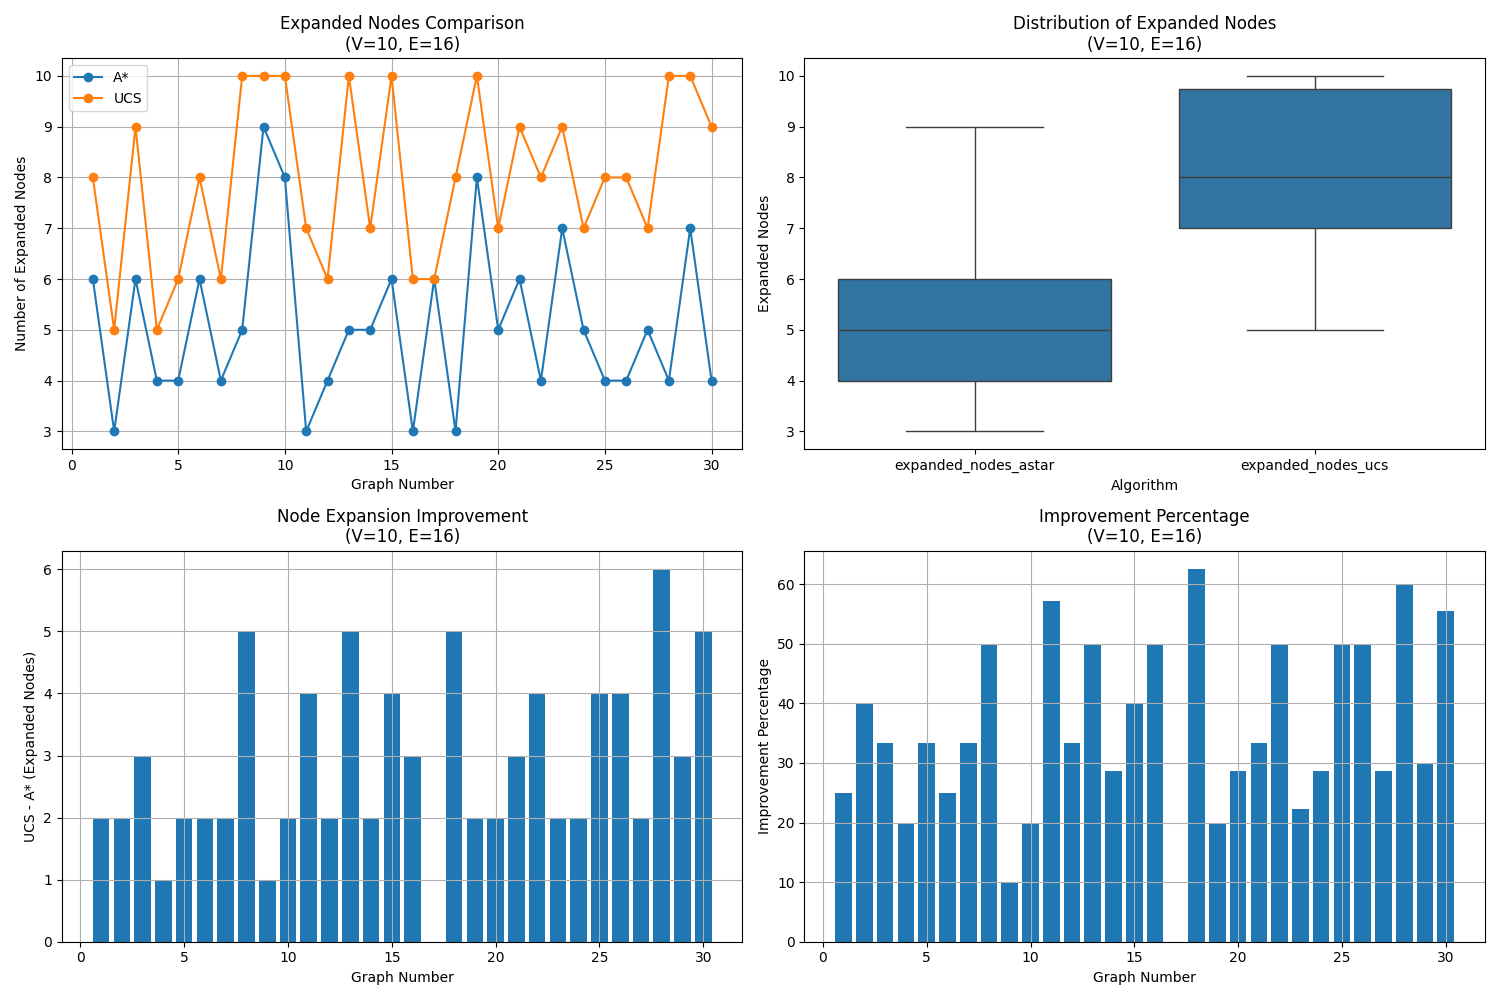 Expanded Nodes Comparison
(V=10, E=16)
A*
UCS
10
9
8
7
6
5
4
3
Number of Expanded Nodes
0 5 10 15 20 25 30
Graph Number
Distribution of Expanded Nodes
(V=10, E=16)
10
9
8
7
6
5
4
3
Expanded Nodes
expanded_nodes_astar expanded_nodes_ucs
Algorithm
Node Expansion Improvement
(V=10, E=16)
6
5
4
3
2
1
0
UCS - A* (Expanded Nodes)
0 5 10 15 20 25 30
Graph Number
Improvement Percentage
(V=10, E=16)
60
50
40
30
20
10
0
Improvement Percentage
0 5 10 15 20 25 30
Graph Number